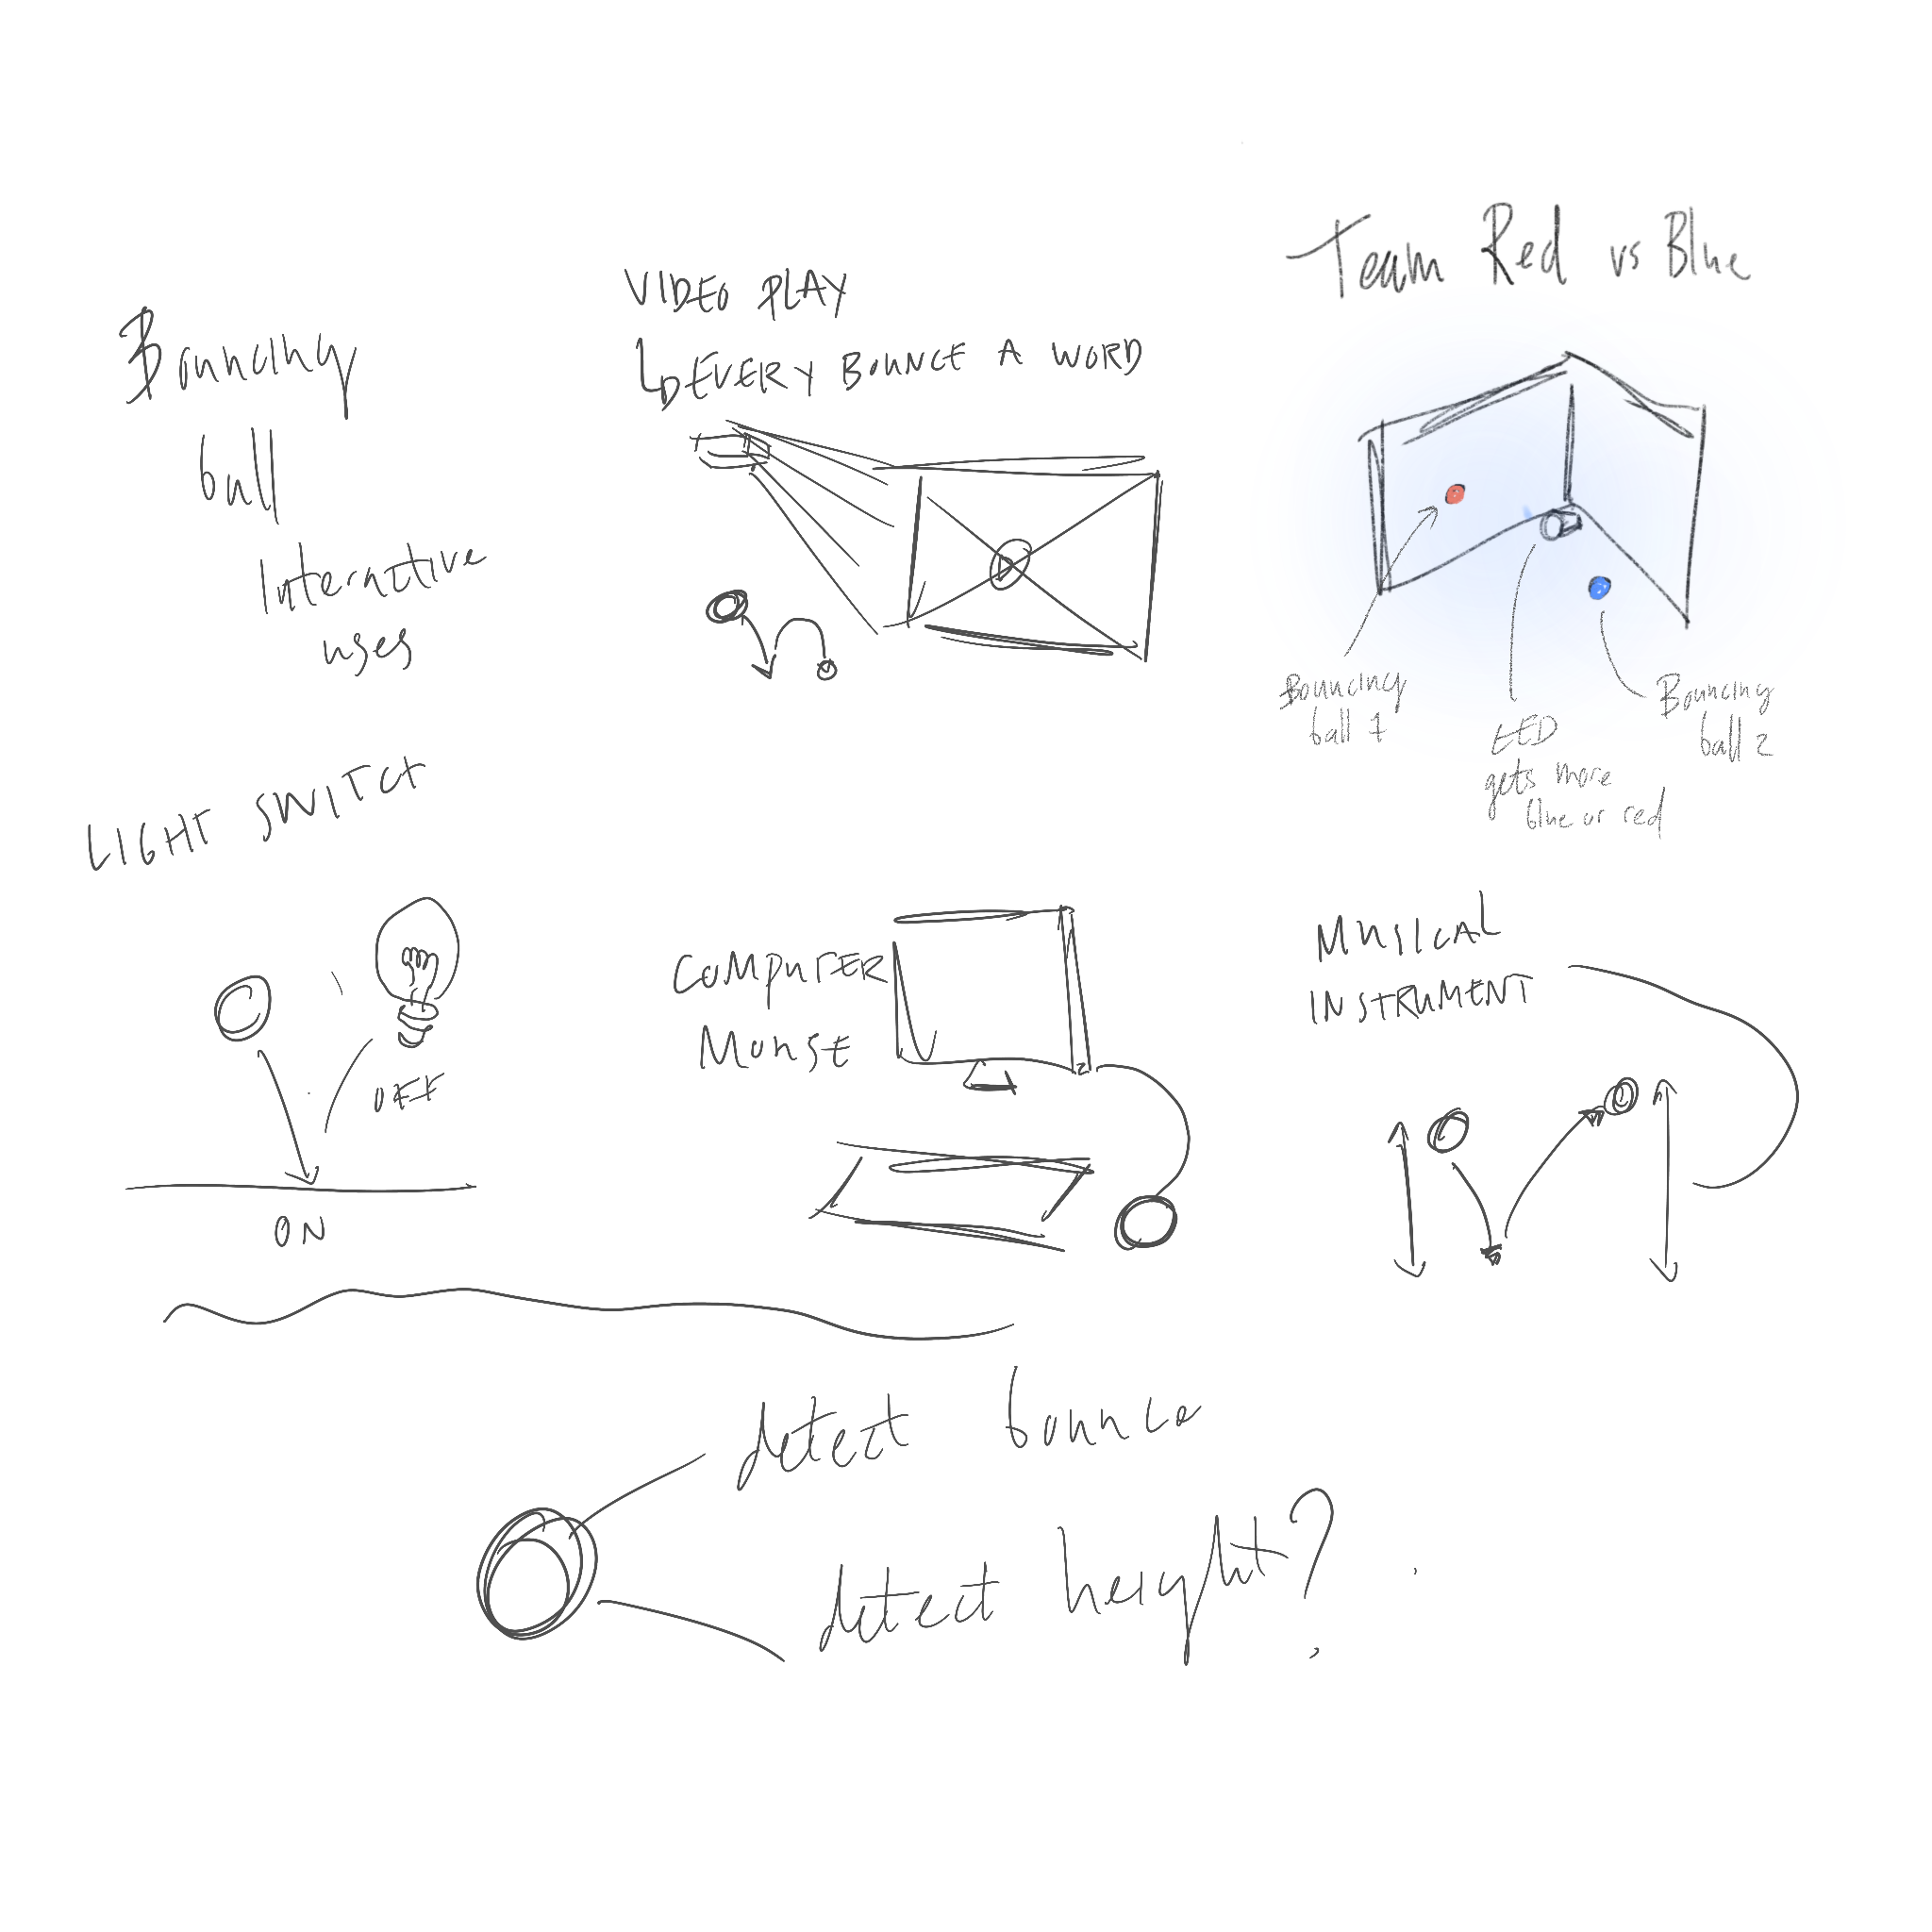 Bouncing
ball
Interactive
uses
VIDEO PLAY
EVERY BOUNCE A WORD
Team Red vs Blue
Bouncing
ball 1
LED
gets more
blue or red
Bouncing
ball 2
LIGHT SWITCH
OFF
ON
COMPUTER
MOUSE
MUSICAL
INSTRUMENT
detect bounce
detect height?